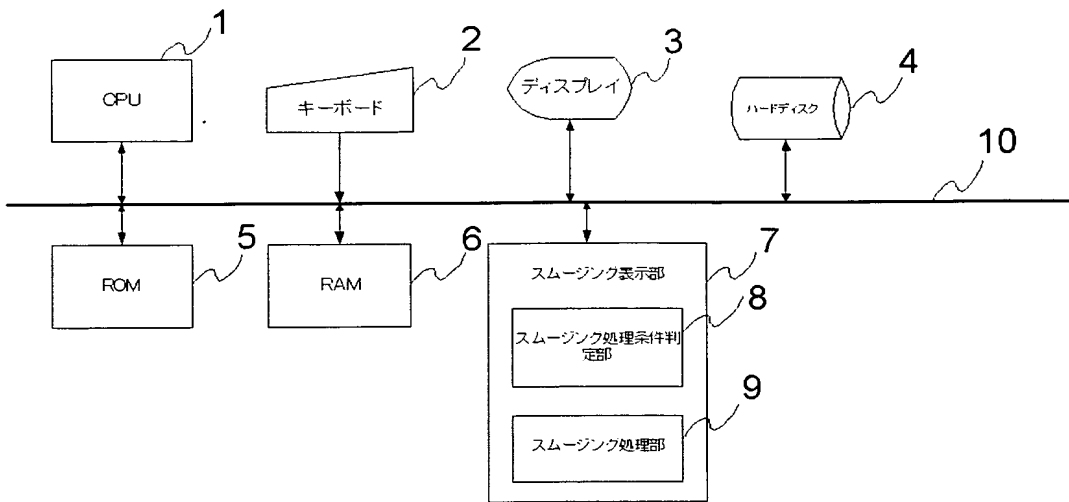 1
2
3
4
CPU
キーボード
ディスプレイ
ハードディスク
10
5
6
7
ROM
RAM
スムージング表示部
8
スムージング処理条件判
定部
9
スムージング処理部